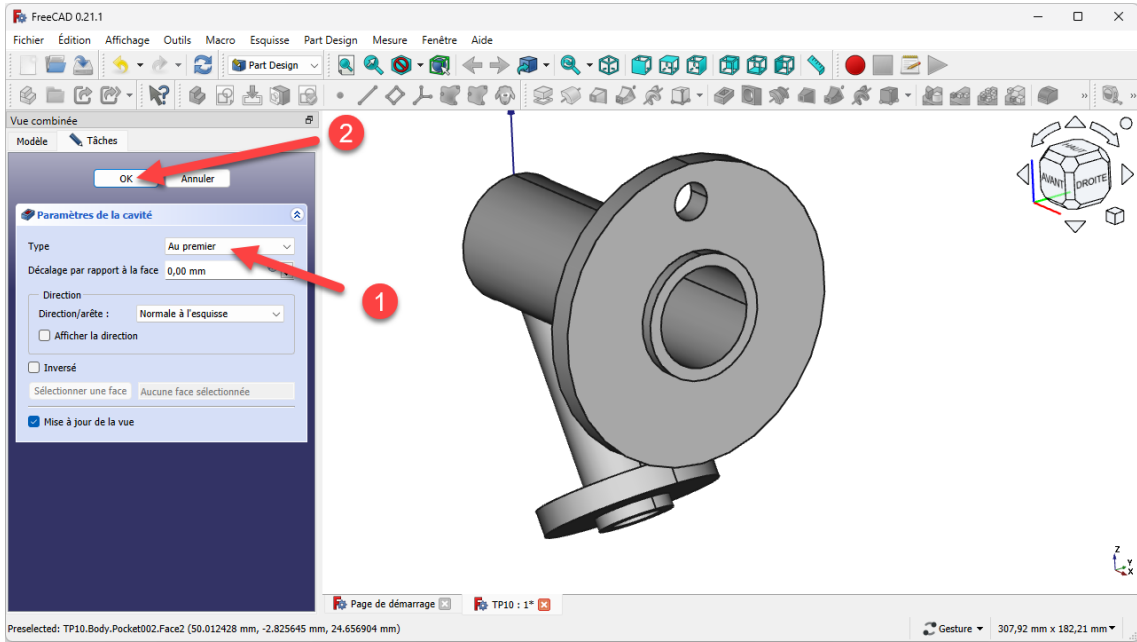 FreeCAD 0.21.1
Fichier Édition Affichage Outils Macro Esquisse Part Design Mesure Fenêtre Aide
Part Design
Vue combinée
Modèle Tâches
2
OK Annuler
Paramètres de la cavité
Type Au premier
Décalage par rapport à la face 0,00 mm
1
Direction
Direction/arête : Normale à l'esquisse
Afficher la direction
Inversé
Sélectionner une face Aucune face sélectionnée
Mise à jour de la vue
HAUT
AVANT DROITE
Z
Y
X
Page de démarrage TP10 : 1*
Preselected: TP10.Body.Pocket002.Face2 (50.012428 mm, -2.825645 mm, 24.656904 mm) Gesture 307,92 mm x 182,21 mm